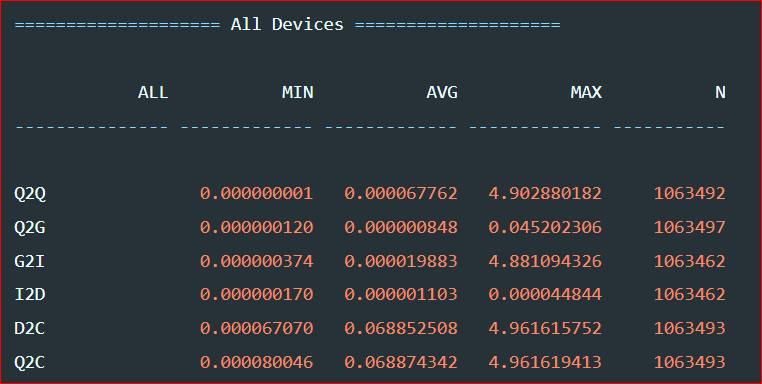 ==================== All Devices ====================
ALL MIN AVG MAX N
--------------- ------------- ------------- ------------- -----------
Q2Q 0.000000001 0.000067762 4.902880182 1063492
Q2G 0.000000120 0.000000848 0.045202306 1063497
G2I 0.000000374 0.000019883 4.881094326 1063462
I2D 0.000000170 0.000001103 0.000044844 1063462
D2C 0.000067070 0.068852508 4.961615752 1063493
Q2C 0.000080046 0.068874342 4.961619413 1063493